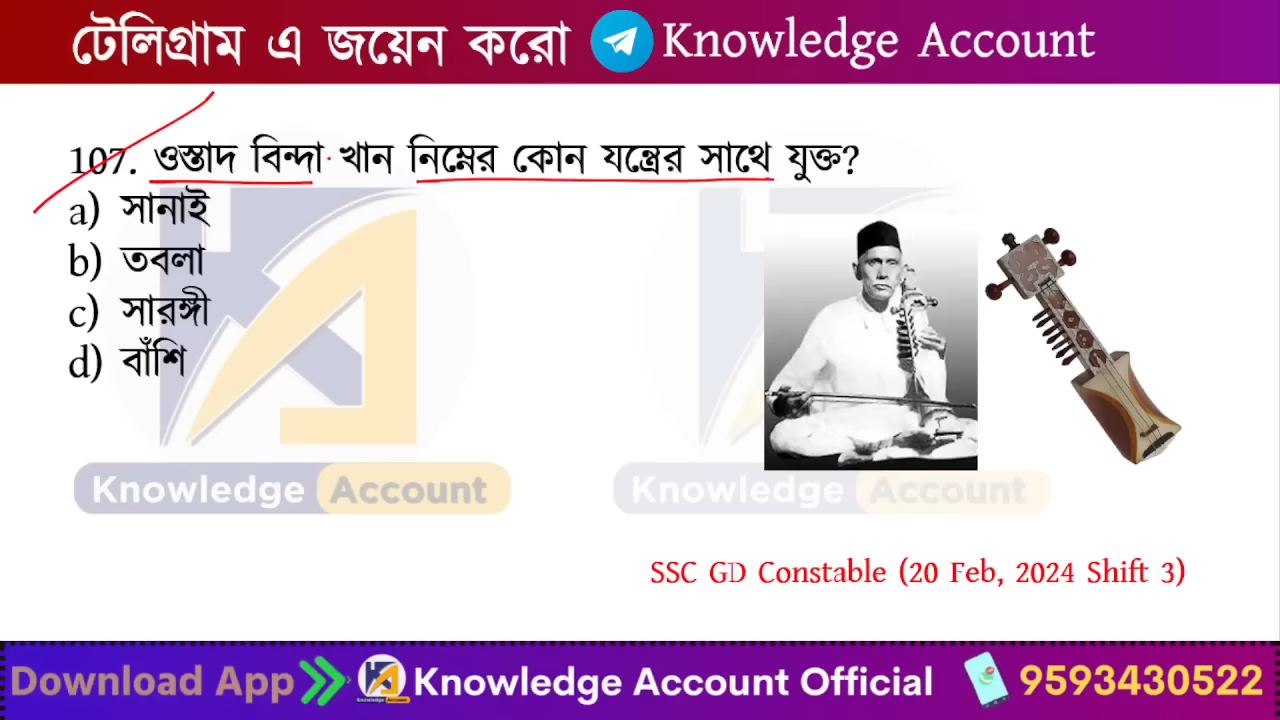 টেলিগ্রাম এ জয়েন করো Knowledge Account
107. ওস্তাদ বিন্দা খান নিম্নের কোন যন্ত্রের সাথে যুক্ত?
a) সানাই
b) তবলা
c) সারঙ্গী
d) বাঁশি
Knowledge Account
Knowledge Account
SSC GD Constable (20 Feb, 2024 Shift 3)
Download App Knowledge Account Official 9593430522